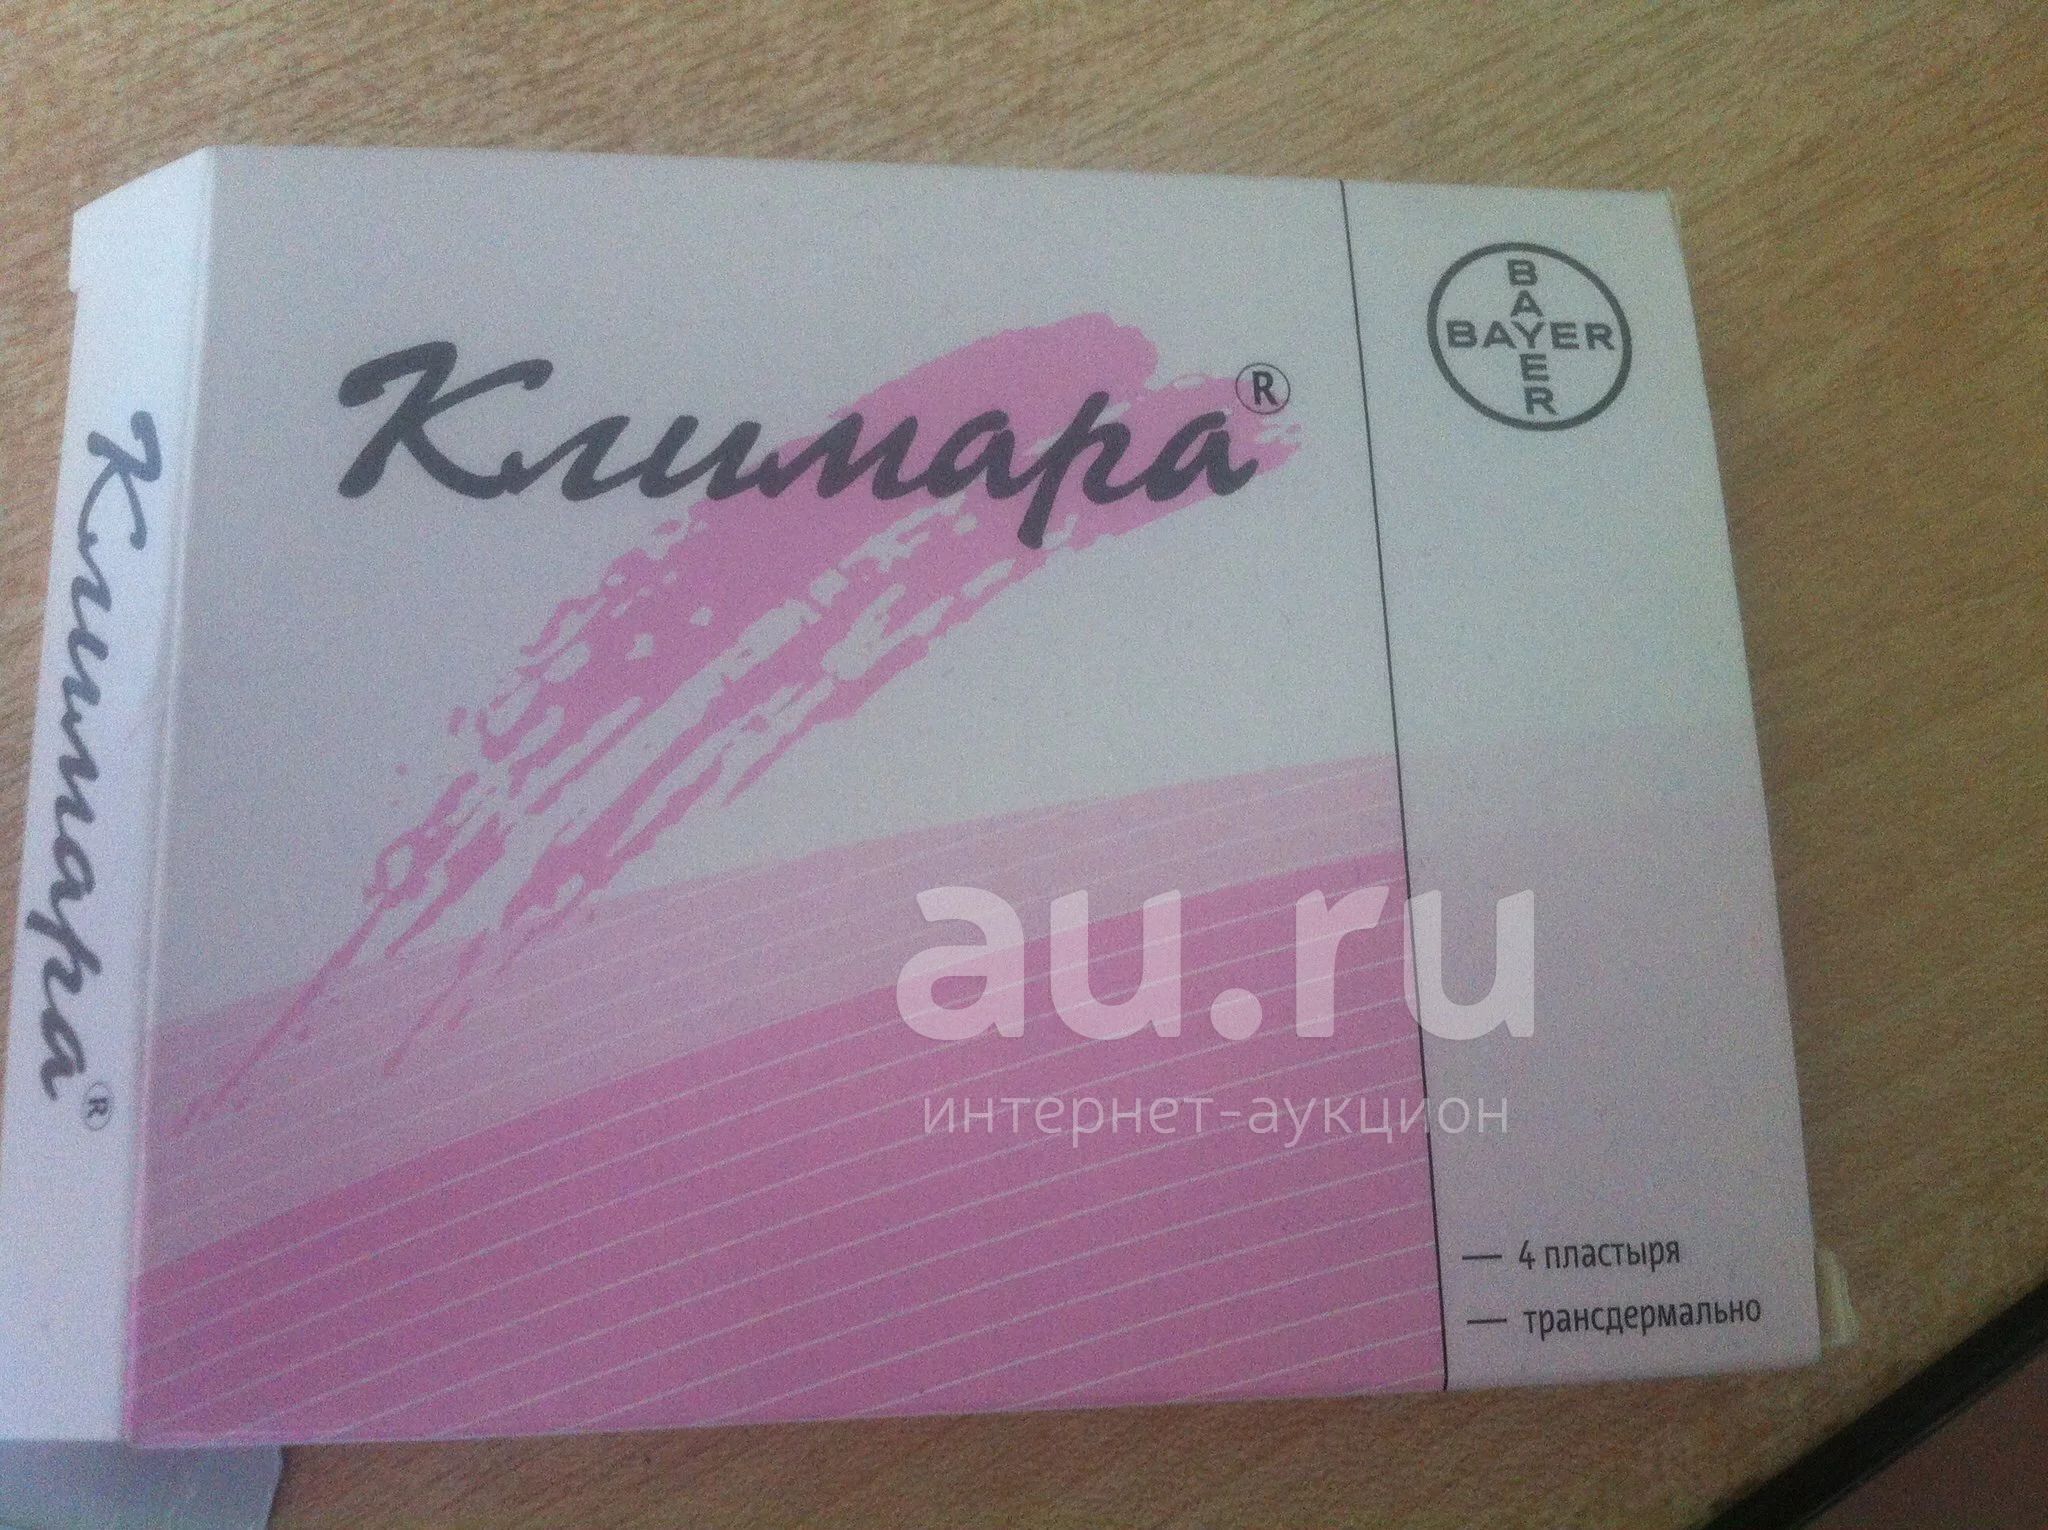 Климара®
Климара®
BAYER
BAYER
au.ru
интернет-аукцион
— 4 пластыря
— трансдермально